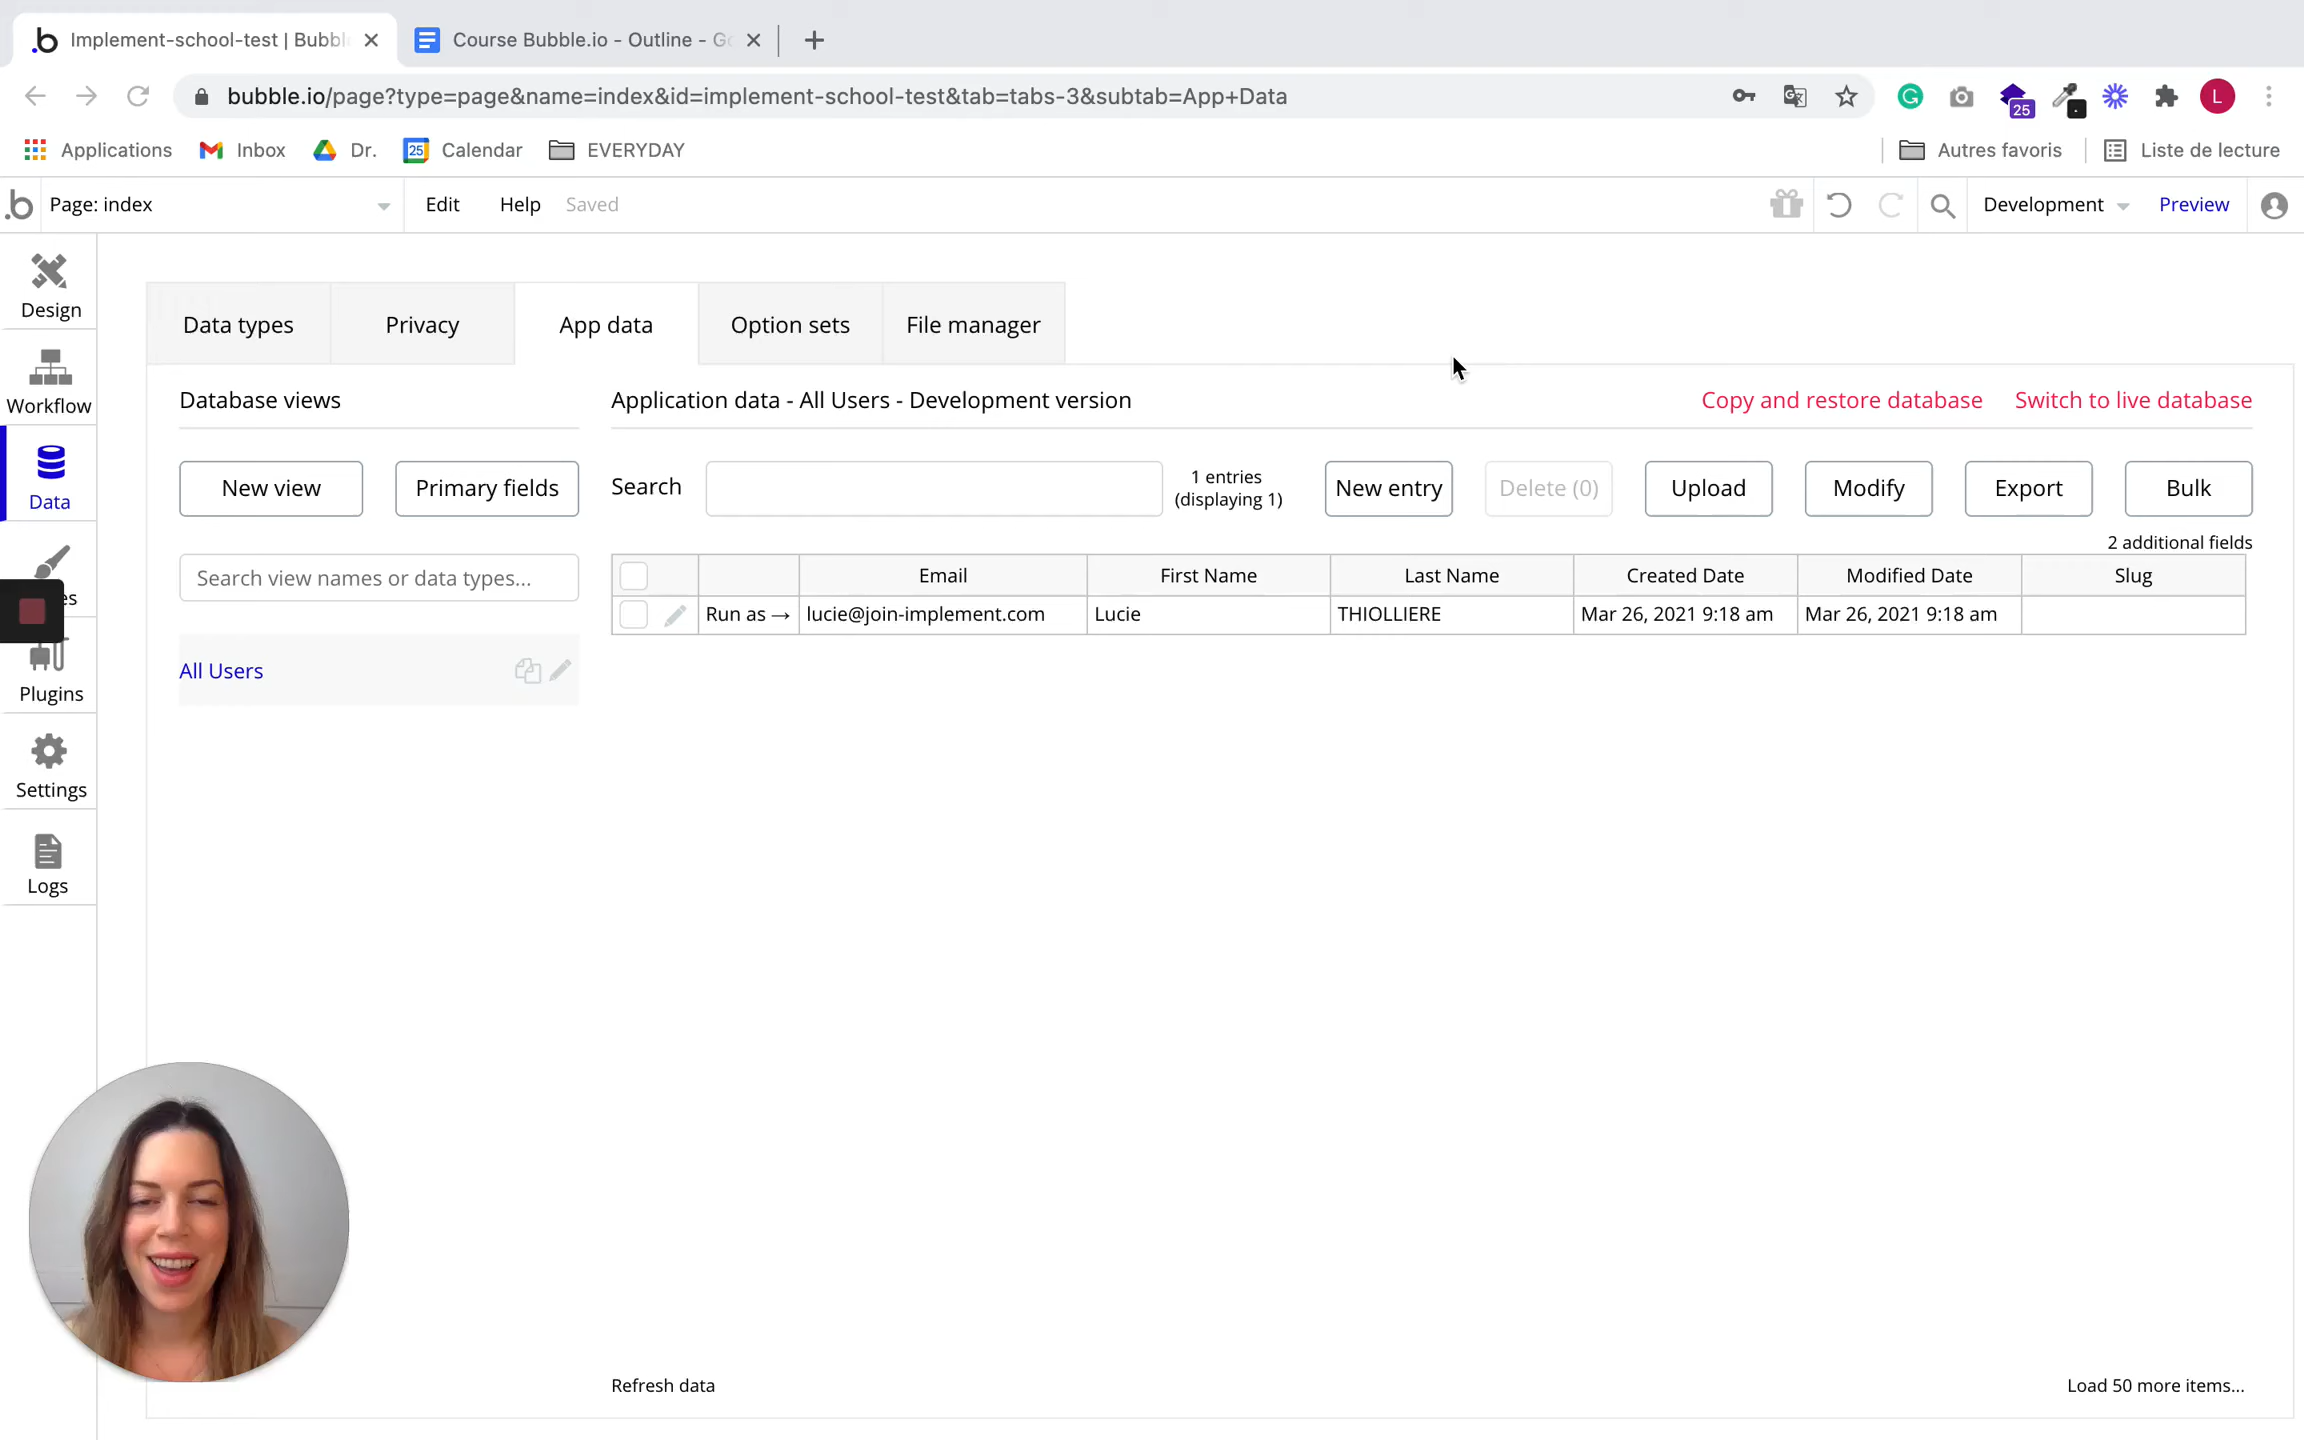 Implement-school-test | Bubbl
Course Bubble.io - Outline - Go
bubble.io/page?type=page&name=index&id=implement-school-test&tab=tabs-3&subtab=App+Data
25
L
Applications
Inbox
Dr.
25
Calendar
EVERYDAY
Autres favoris
Liste de lecture
.b
Page: index
Edit
Help
Saved
Development
Preview
Design
Workflow
Data
es
Plugins
Settings
Logs
Data types
Privacy
App data
Option sets
File manager
Database views
Application data - All Users - Development version
Copy and restore database
Switch to live database
New view
Primary fields
Search
1 entries
(displaying 1)
New entry
Delete (0)
Upload
Modify
Export
Bulk
2 additional fields
Search view names or data types...
Email
First Name
Last Name
Created Date
Modified Date
Slug
Run as →
lucie@join-implement.com
Lucie
THIOLLIERE
Mar 26, 2021 9:18 am
Mar 26, 2021 9:18 am
All Users
Refresh data
Load 50 more items...